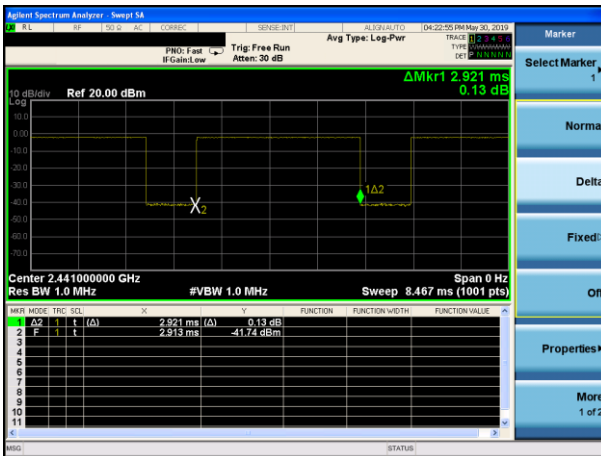 Agilent Spectrum Analyzer - Swept SA
RL RF 50 Ω AC CORREC SENSE:INT ALIGNAUTO 04:22:55 PM May 30, 2019
Marker
Avg Type: Log-Pwr
TRACE 1 2 3 4 5 6
PNO: Fast Trig: Free Run
TYPE WWWWWW
IFGain:Low Atten: 30 dB
DET P N N N N N
Select Marker
1
ΔMkr1 2.921 ms
10 dB/div Ref 20.00 dBm 0.13 dB
Log
10.0
0.00
-10.0
-20.0
-30.0
-40.0
-50.0
-60.0
-70.0
1Δ2
X2
Normal
Delta
Fixed
Off
Center 2.441000000 GHz Span 0 Hz
Res BW 1.0 MHz #VBW 1.0 MHz Sweep 8.467 ms (1001 pts)
MKR MODE TRC SCL X Y FUNCTION FUNCTION WIDTH FUNCTION VALUE
1 Δ2 1 t (Δ) 2.921 ms (Δ) 0.13 dB
2 F 1 t 2.913 ms -41.74 dBm
3
4
5
6
7
8
9
10
11
Properties
More
1 of 2
MSG STATUS